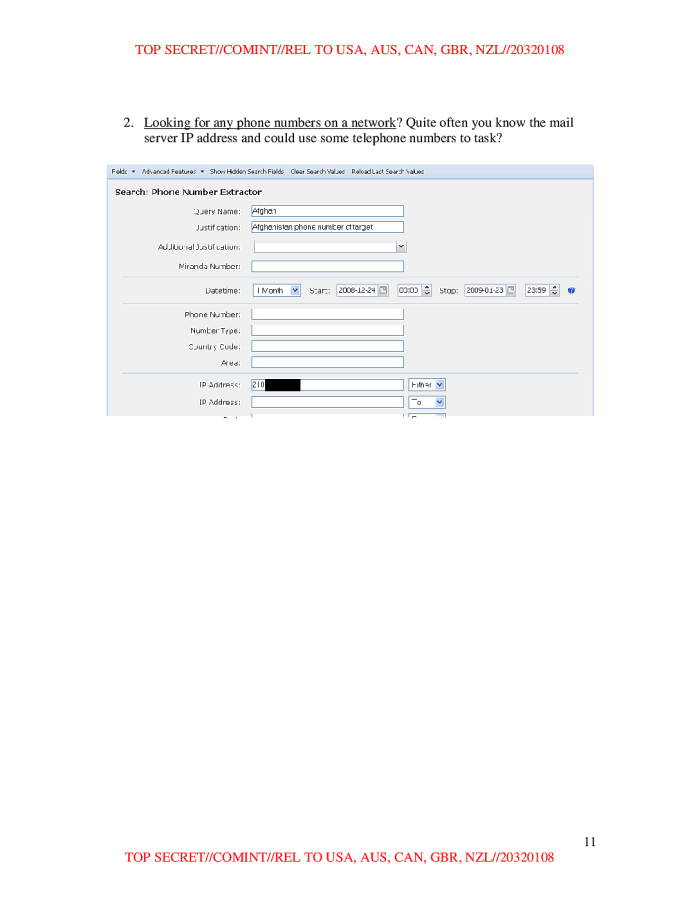 TOP SECRET//COMINT//REL TO USA, AUS, CAN, GBR, NZL//20320108
2. Looking for any phone numbers on a network? Quite often you know the mail
server IP address and could use some telephone numbers to task?
Fields Advanced Features Show Hidden Search Fields Clear Search Values Reload Last Search Values
Search: Phone Number Extractor
Query Name: Afghan
Justification: Afghanistan phone number ct target
Additional Justification:
Miranda Number:
Datetime: 1 Month Start: 2008-12-24 00:00 Stop: 2009-01-23 23:59
Phone Number:
Number Type:
Country Code:
Area:
IP Address: 210 Either
IP Address: To
11
TOP SECRET//COMINT//REL TO USA, AUS, CAN, GBR, NZL//20320108